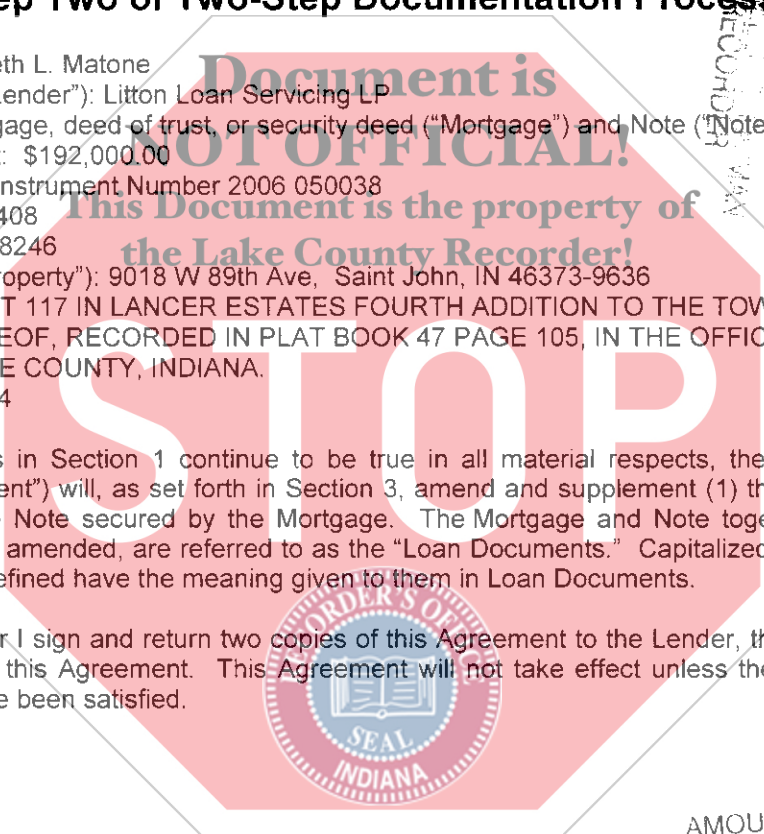 ep Two of Two-Step Documentation Process
RECORDER
eth L. Matone
Document is
ender"): Litton Loan Servicing LP
gage, deed of trust, or security deed ("Mortgage") and Note ("Note
NOT OFFICIAL!
: $192,000.00
nstrument Number 2006 050038
This Document is the property of
408
8246
the Lake County Recorder!
operty"): 9018 W 89th Ave, Saint John, IN 46373-9636
T 117 IN LANCER ESTATES FOURTH ADDITION TO THE TOW
EOF, RECORDED IN PLAT BOOK 47 PAGE 105, IN THE OFFIC
E COUNTY, INDIANA.
4
STOP
s in Section 1 continue to be true in all material respects, the
ent") will, as set forth in Section 3, amend and supplement (1) th
e Note secured by the Mortgage. The Mortgage and Note toge
amended, are referred to as the "Loan Documents." Capitalized
efined have the meaning given to them in Loan Documents.
r I sign and return two copies of this Agreement to the Lender, th
this Agreement. This Agreement will not take effect unless the
e been satisfied.
RECORDER'S OFFICE
SEAL
INDIANA
AMOU